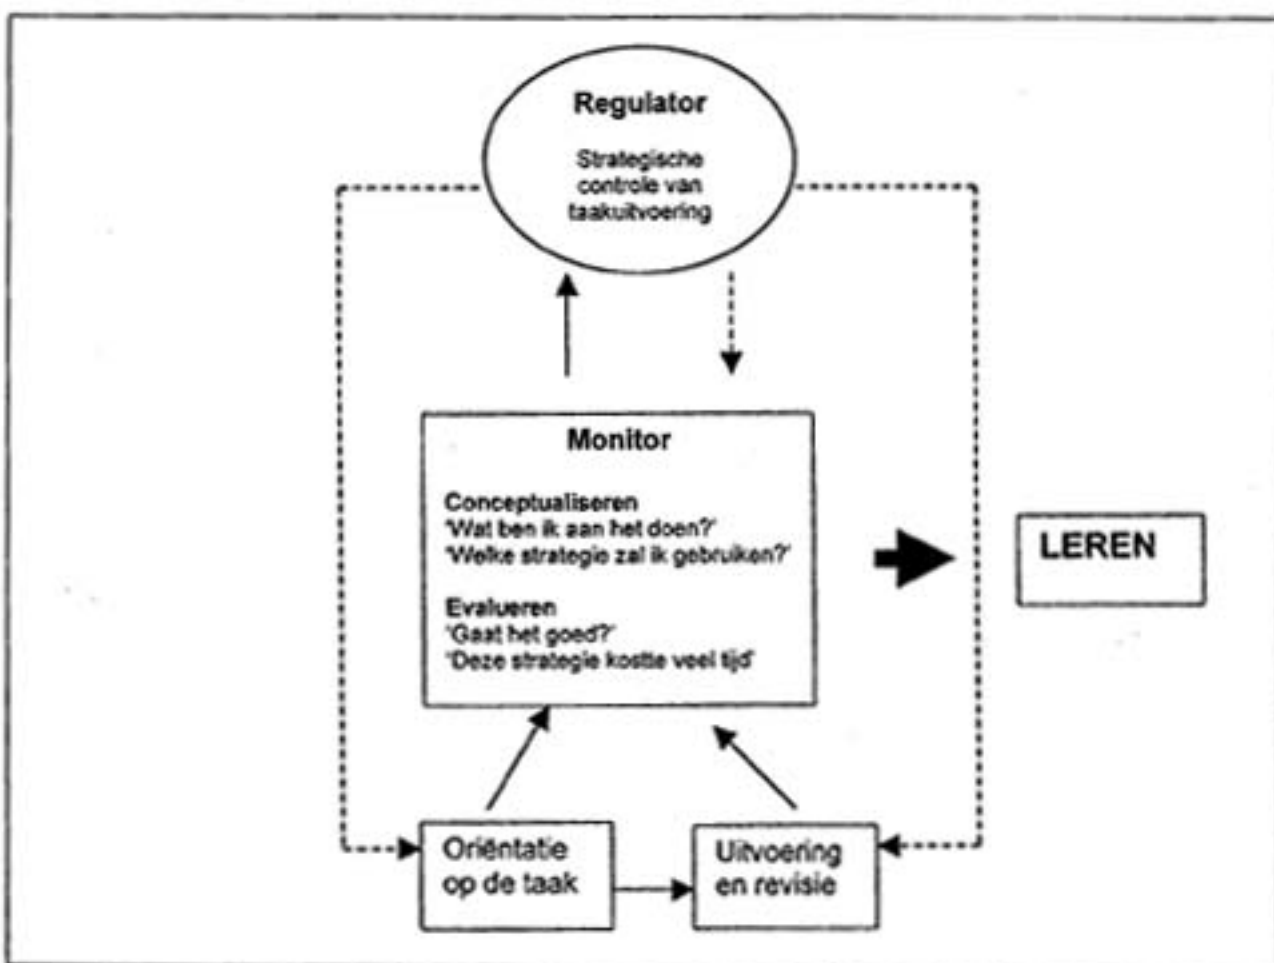 Regulator
Strategische
controle van
taakuitvoering
Monitor
Conceptualiseren
'Wat ben ik aan het doen?'
'Welke strategie zal ik gebruiken?'
Evalueren
'Gaat het goed?'
'Deze strategie kostte veel tijd'
LEREN
Oriëntatie
op de taak
Uitvoering
en revisie